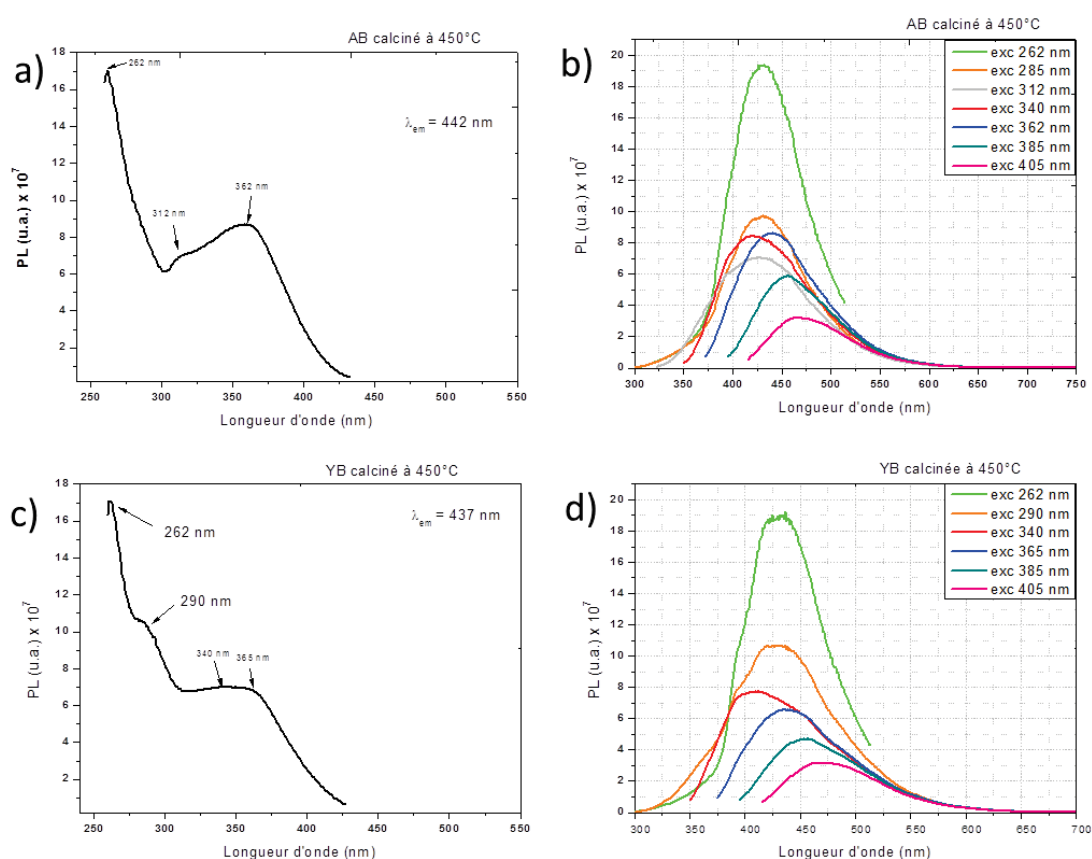 a)
AB calciné à 450°C
262 nm
λem = 442 nm
312 nm
362 nm
PL (u.a.) x 10⁷
18
16
14
12
10
8
6
4
2
250 300 350 400 450 500 550
Longueur d'onde (nm)
b)
AB calciné à 450°C
exc 262 nm
exc 285 nm
exc 312 nm
exc 340 nm
exc 362 nm
exc 385 nm
exc 405 nm
PL (u.a.) x 10⁷
20
18
16
14
12
10
8
6
4
2
0
300 350 400 450 500 550 600 650 700 750
Longueur d'onde (nm)
c)
YB calciné à 450°C
λem = 437 nm
262 nm
290 nm
340 nm
365 nm
PL (u.a.) x 10⁷
18
16
14
12
10
8
6
4
2
250 300 350 400 450 500 550
Longueur d'onde (nm)
d)
YB calcinée à 450°C
exc 262 nm
exc 290 nm
exc 340 nm
exc 365 nm
exc 385 nm
exc 405 nm
PL (u.a.) x 10⁷
20
18
16
14
12
10
8
6
4
2
0
300 350 400 450 500 550 600 650 700
Longueur d'onde (nm)